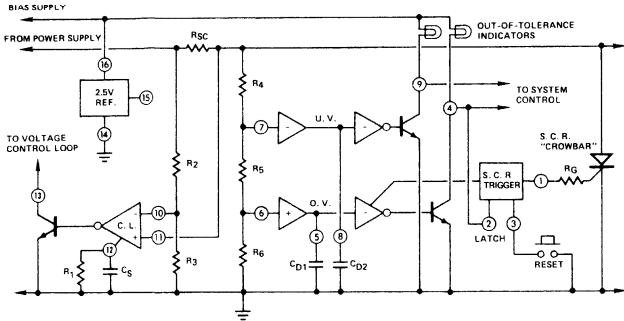 BIAS SUPPLY
OUT-OF-TOLERANCE
INDICATORS
FROM POWER SUPPLY
RSC
16
2.5V
REF.
15
14
R4
9
TO SYSTEM
CONTROL
4
7
-
U. V.
-
S. C. R.
"CROWBAR"
TO VOLTAGE
CONTROL LOOP
R2
R5
S. C. R
TRIGGER
1
RG
13
6
+
O. V.
-
C. L.
-
10
+
11
5
8
2
3
LATCH
12
R1
CS
R3
R6
CD1
CD2
RESET